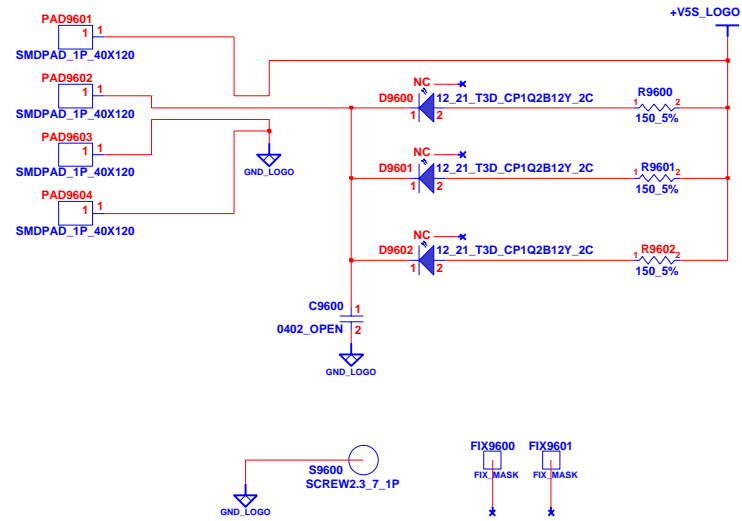 +V5S_LOGO
PAD9601
1 1
SMDPAD_1P_40X120
PAD9602
1 1
SMDPAD_1P_40X120
PAD9603
1 1
SMDPAD_1P_40X120
PAD9604
1 1
SMDPAD_1P_40X120
GND_LOGO
NC
D9600 12_21_T3D_CP1Q2B12Y_2C
1 2
R9600
1 2
150_5%
NC
D9601 12_21_T3D_CP1Q2B12Y_2C
1 2
R9601
1 2
150_5%
NC
D9602 12_21_T3D_CP1Q2B12Y_2C
1 2
R9602
1 2
150_5%
C9600 1
0402_OPEN 2
GND_LOGO
S9600
SCREW2.3_7_1P
GND_LOGO
FIX9600 FIX9601
FIX_MASK FIX_MASK